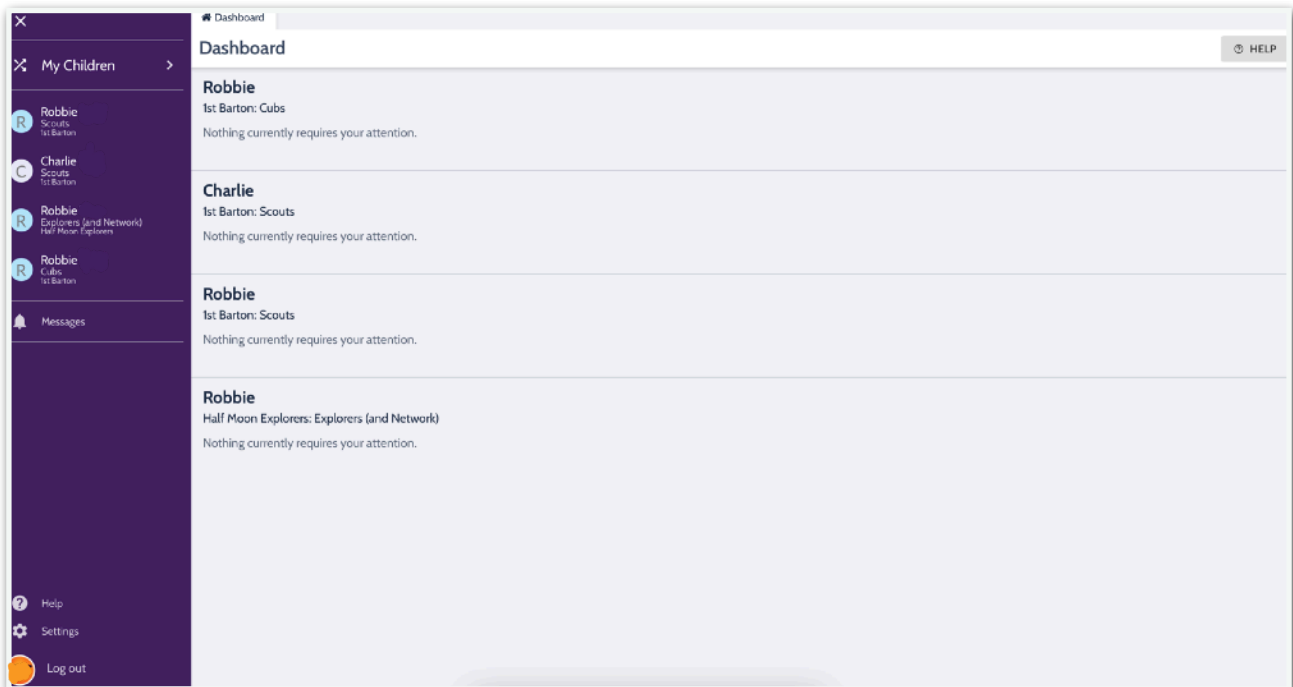 My Children
Robbie
Scouts
1st Barton
Charlie
Scouts
1st Barton
Robbie
Explorers (and Network)
Half Moon Explorers
Robbie
Cubs
1st Barton
Messages
Help
Settings
Log out
Dashboard
Dashboard
HELP
Robbie
1st Barton: Cubs
Nothing currently requires your attention.
Charlie
1st Barton: Scouts
Nothing currently requires your attention.
Robbie
1st Barton: Scouts
Nothing currently requires your attention.
Robbie
Half Moon Explorers: Explorers (and Network)
Nothing currently requires your attention.
R
C
R
R